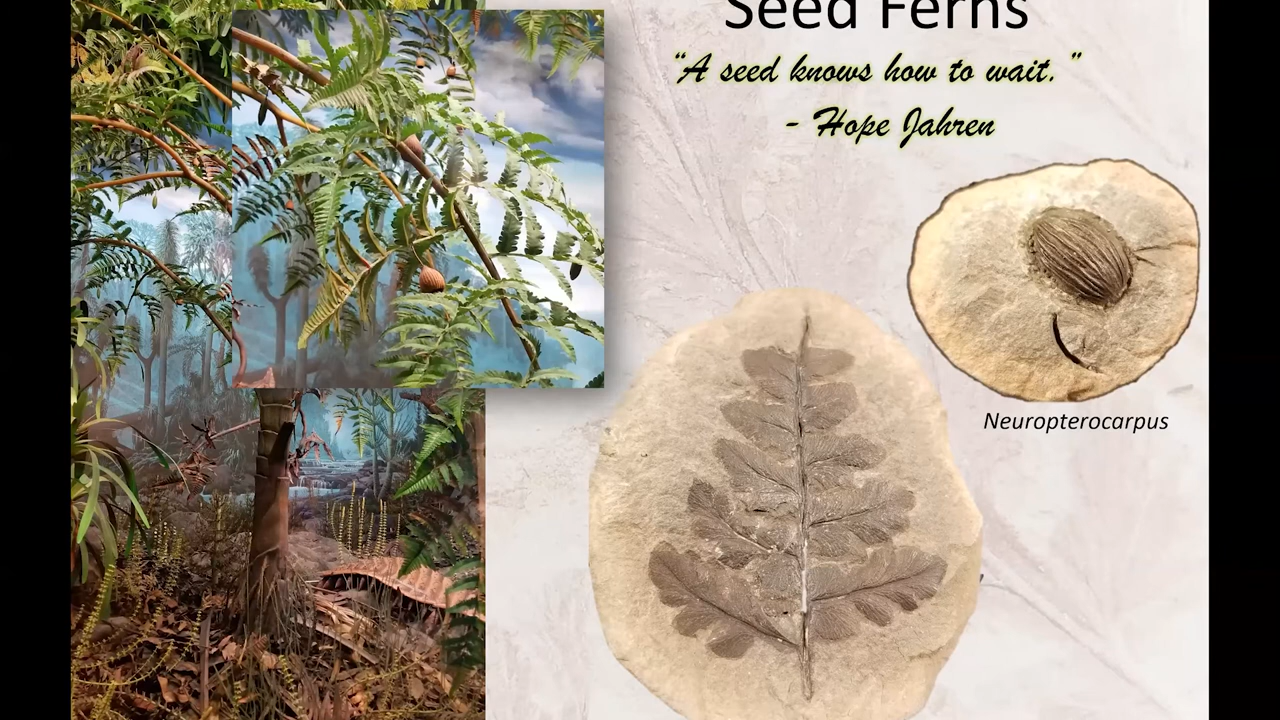 Seed Ferns
“A seed knows how to wait.”
- Hope Jahren
Neuropterocarpus